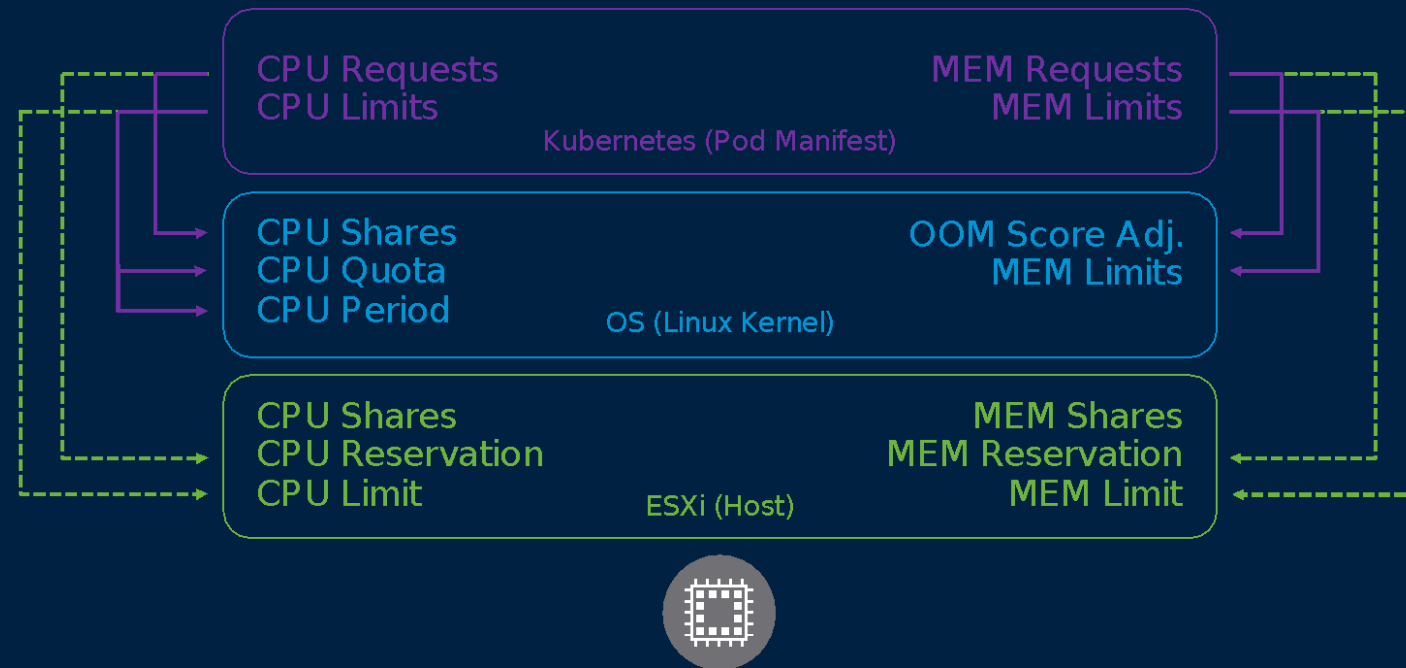 CPU Requests
CPU Limits
MEM Requests
MEM Limits
Kubernetes (Pod Manifest)
CPU Shares
CPU Quota
CPU Period
OOM Score Adj.
MEM Limits
OS (Linux Kernel)
CPU Shares
CPU Reservation
CPU Limit
MEM Shares
MEM Reservation
MEM Limit
ESXi (Host)